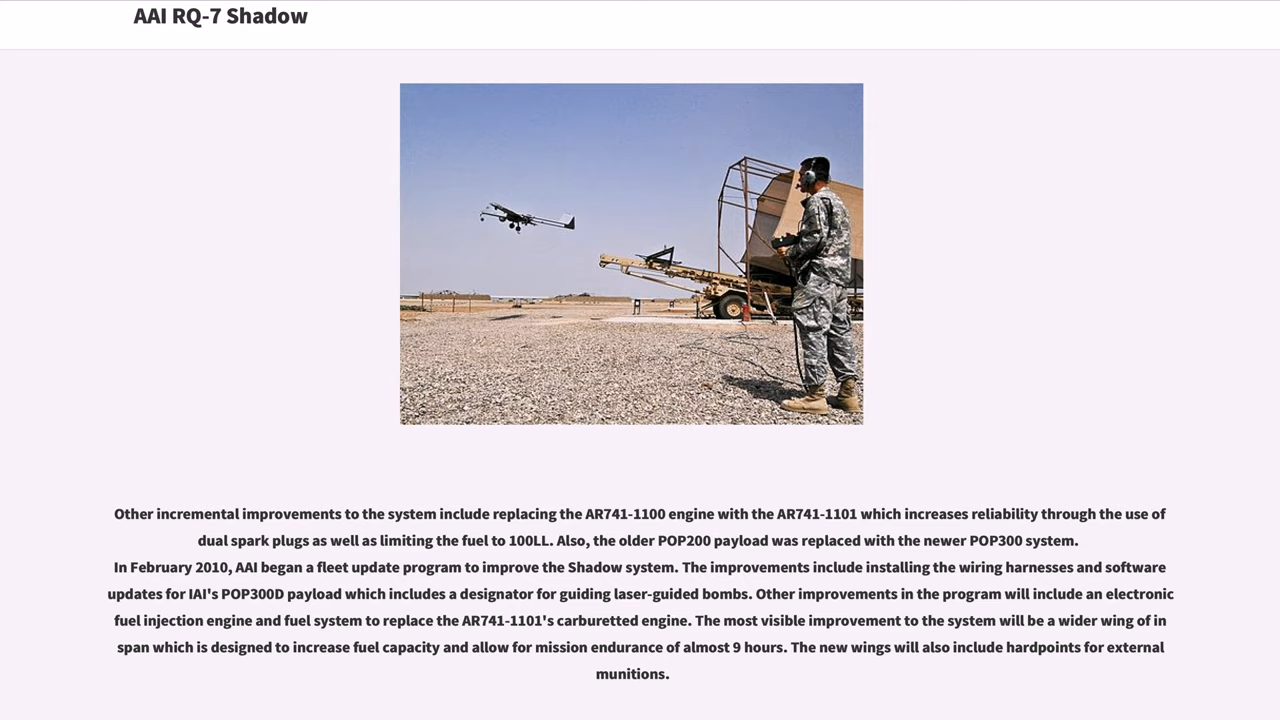 AAI RQ-7 Shadow
Other incremental improvements to the system include replacing the AR741-1100 engine with the AR741-1101 which increases reliability through the use of
dual spark plugs as well as limiting the fuel to 100LL. Also, the older POP200 payload was replaced with the newer POP300 system.
In February 2010, AAI began a fleet update program to improve the Shadow system. The improvements include installing the wiring harnesses and software
updates for IAI's POP300D payload which includes a designator for guiding laser-guided bombs. Other improvements in the program will include an electronic
fuel injection engine and fuel system to replace the AR741-1101's carburetted engine. The most visible improvement to the system will be a wider wing of in
span which is designed to increase fuel capacity and allow for mission endurance of almost 9 hours. The new wings will also include hardpoints for external
munitions.